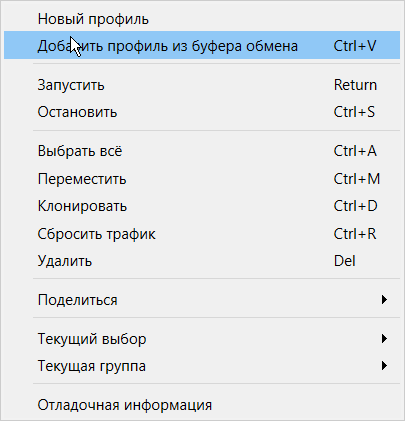 Новый профиль
Добавить профиль из буфера обмена Ctrl+V
Запустить Return
Остановить Ctrl+S
Выбрать всё Ctrl+A
Переместить Ctrl+M
Клонировать Ctrl+D
Сбросить трафик Ctrl+R
Удалить Del
Поделиться
Текущий выбор
Текущая группа
Отладочная информация